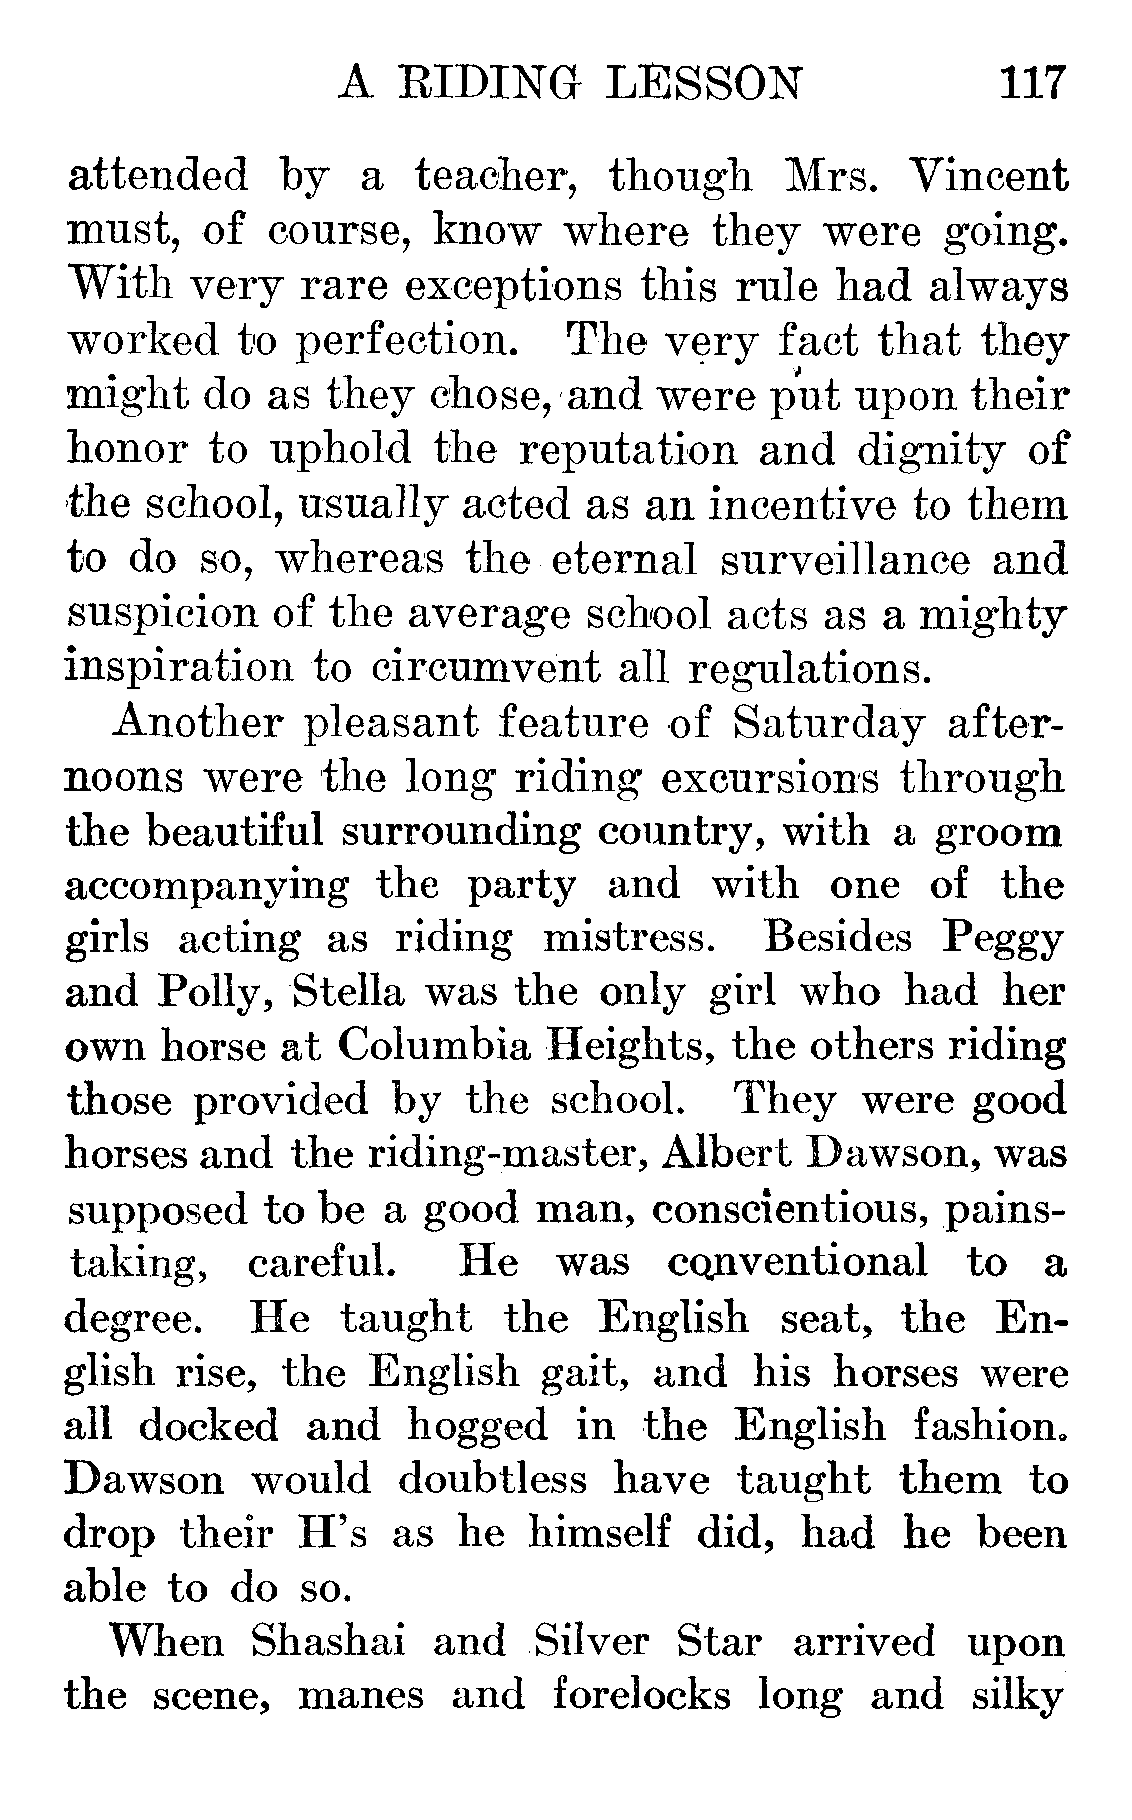 A RIDING LESSON 117
attended by a teacher, though Mrs. Vincent
must, of course, know where they were going.
With very rare exceptions this rule had always
worked to perfection. The very fact that they
might do as they chose, and were put upon their
honor to uphold the reputation and dignity of
the school, usually acted as an incentive to them
to do so, whereas the eternal surveillance and
suspicion of the average school acts as a mighty
inspiration to circumvent all regulations.
Another pleasant feature of Saturday after-
noons were the long riding excursions through
the beautiful surrounding country, with a groom
accompanying the party and with one of the
girls acting as riding mistress. Besides Peggy
and Polly, Stella was the only girl who had her
own horse at Columbia Heights, the others riding
those provided by the school. They were good
horses and the riding-master, Albert Dawson, was
supposed to be a good man, conscientious, pains-
taking, careful. He was conventional to a
degree. He taught the English seat, the En-
glish rise, the English gait, and his horses were
all docked and hogged in the English fashion.
Dawson would doubtless have taught them to
drop their H's as he himself did, had he been
able to do so.
When Shashai and Silver Star arrived upon
the scene, manes and forelocks long and silky